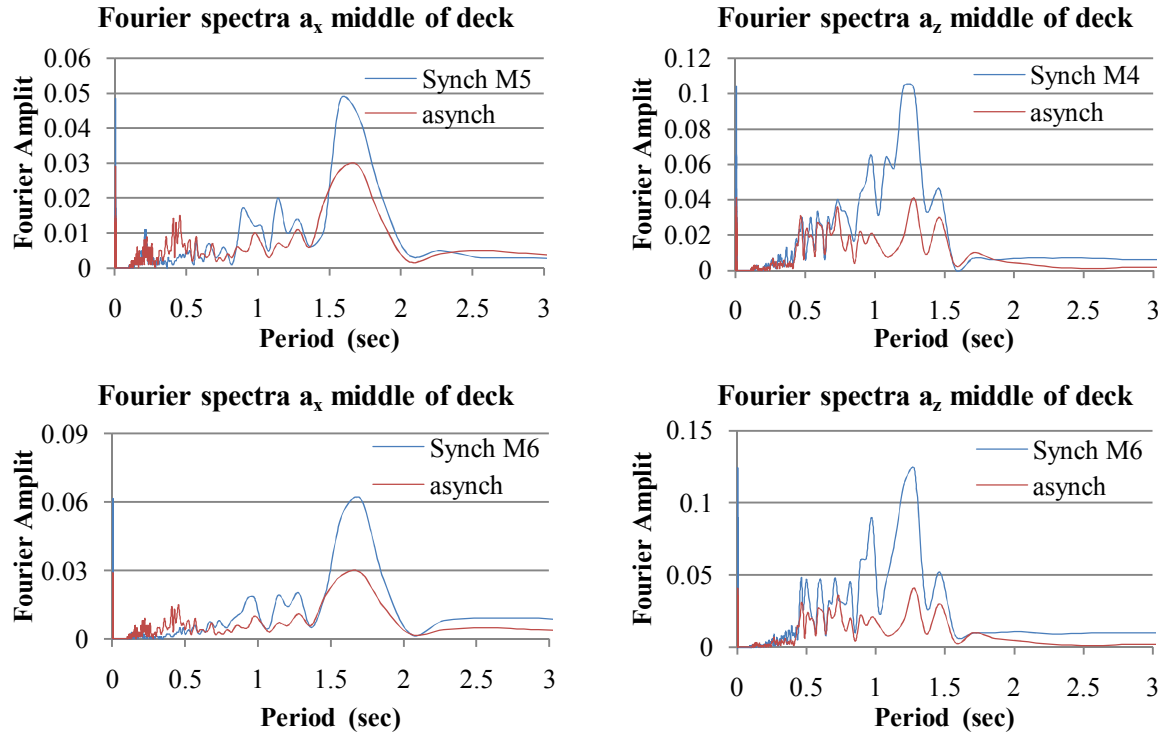 Fourier spectra ax middle of deck
Fourier Amplit
0.06
0.05
0.04
0.03
0.02
0.01
0
Synch M5
asynch
0 0.5 1 1.5 2 2.5 3
Period (sec)
Fourier spectra az middle of deck
Fourier Amplit
0.12
0.1
0.08
0.06
0.04
0.02
0
Synch M4
asynch
0 0.5 1 1.5 2 2.5 3
Period (sec)
Fourier spectra ax middle of deck
Fourier Amplit
0.09
0.06
0.03
0
Synch M6
asynch
0 0.5 1 1.5 2 2.5 3
Period (sec)
Fourier spectra az middle of deck
Fourier Amplit
0.15
0.1
0.05
0
Synch M6
asynch
0 0.5 1 1.5 2 2.5 3
Period (sec)